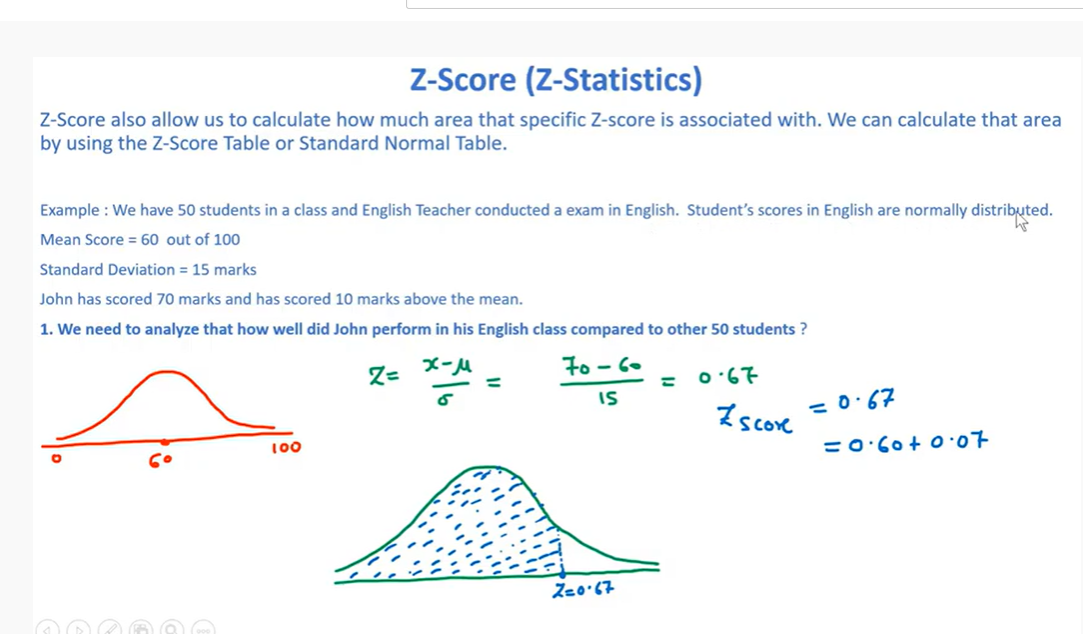 Z-Score (Z-Statistics)
Z-Score also allow us to calculate how much area that specific Z-score is associated with. We can calculate that area
by using the Z-Score Table or Standard Normal Table.
Example : We have 50 students in a class and English Teacher conducted a exam in English. Student’s scores in English are normally distributed.
Mean Score = 60 out of 100
Standard Deviation = 15 marks
John has scored 70 marks and has scored 10 marks above the mean.
1. We need to analyze that how well did John perform in his English class compared to other 50 students ?
Z = x-μ / σ = 70-60 / 15 = 0.67
Z score = 0.67
= 0.60 + 0.07
0 60 100
Z=0.67